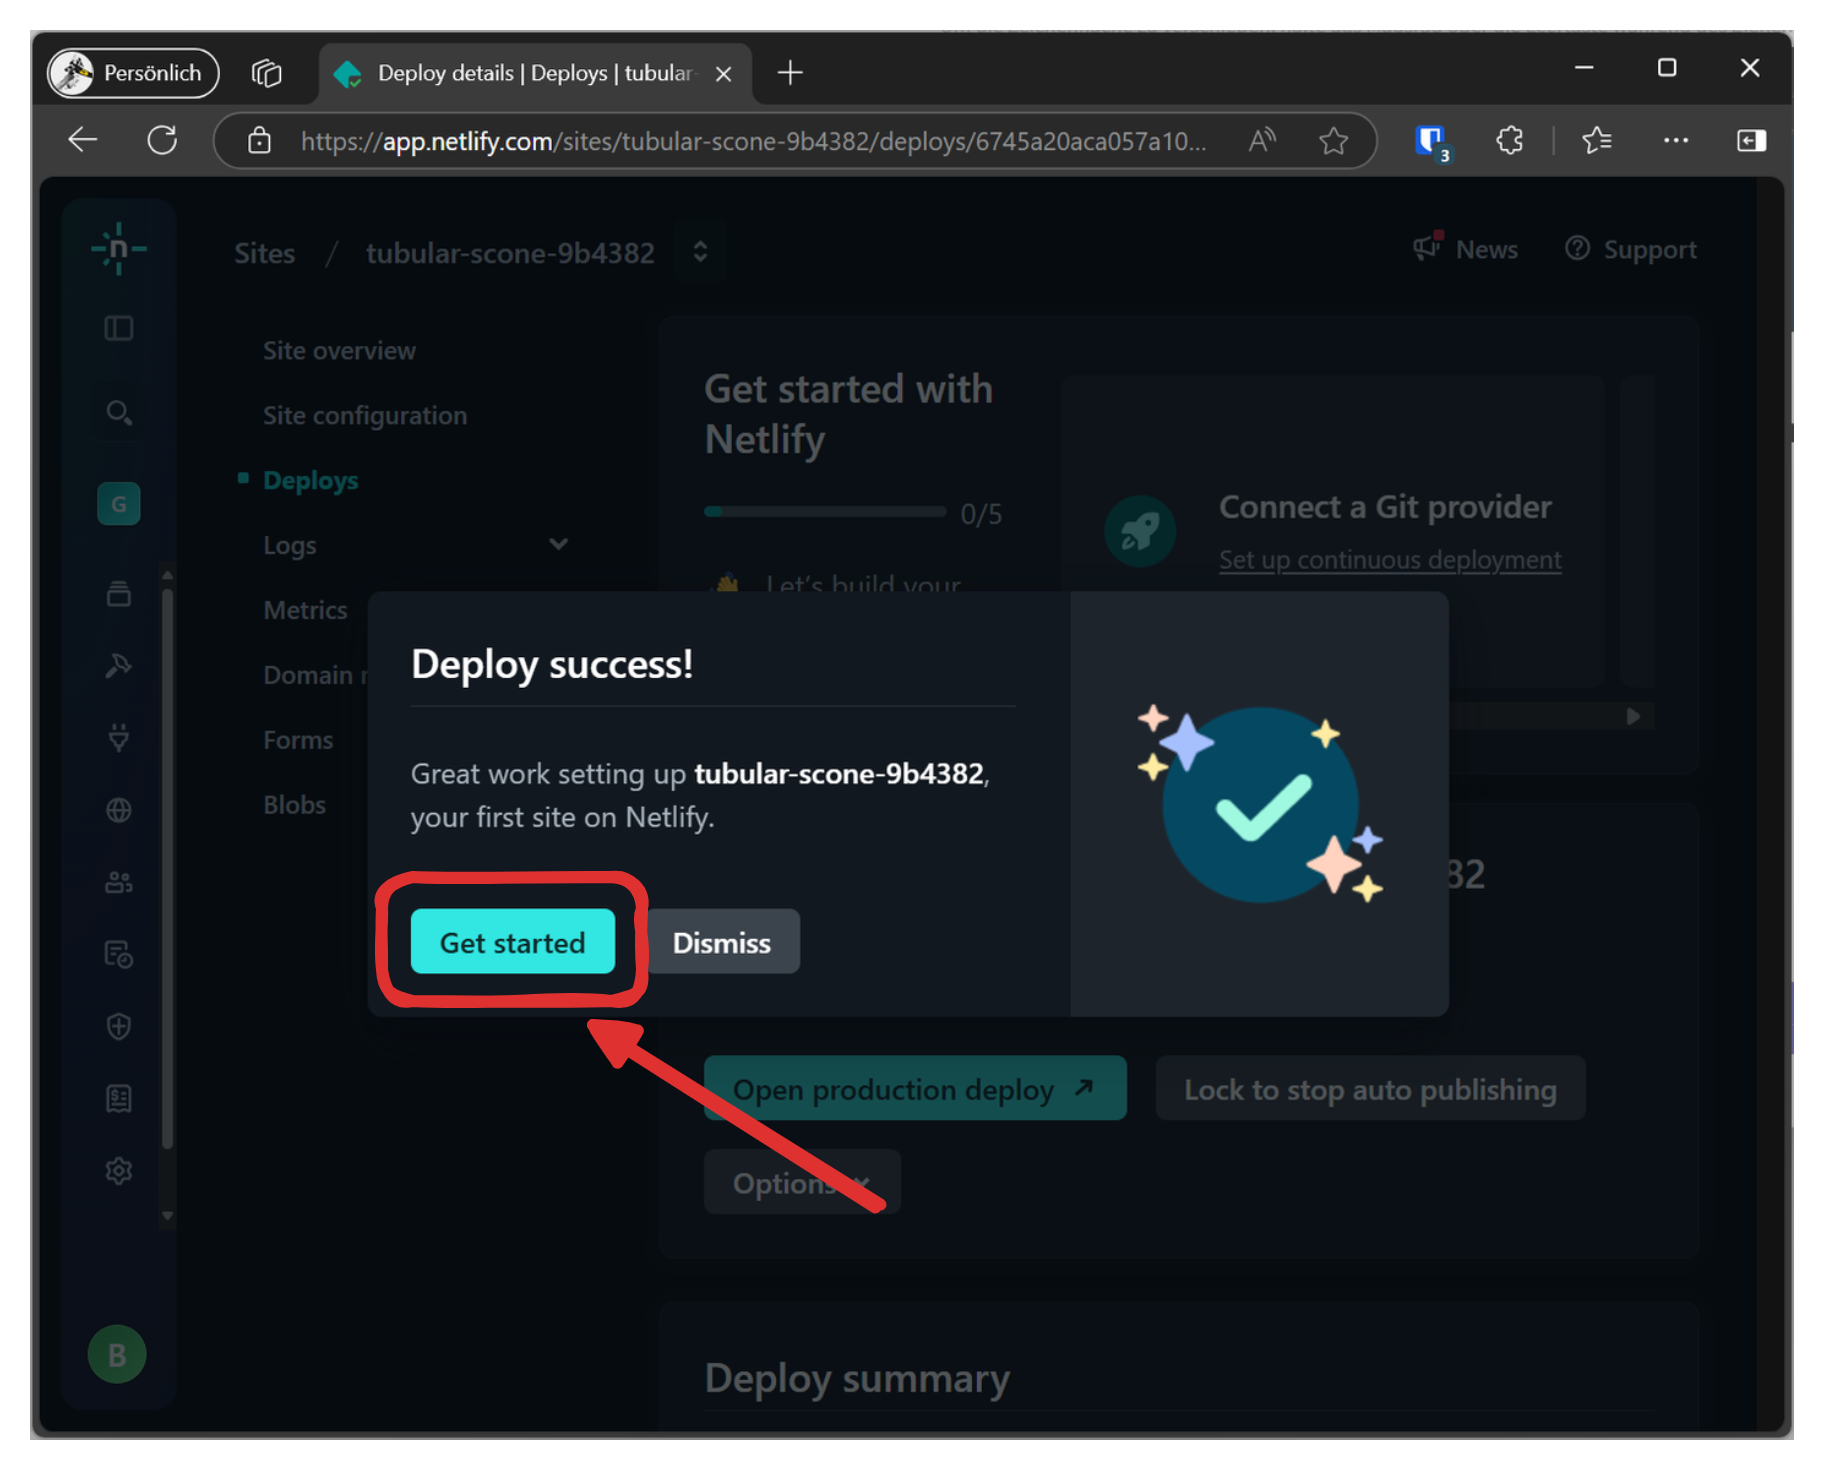 Persönlich
Deploy details | Deploys | tubular-
https://app.netlify.com/sites/tubular-scone-9b4382/deploys/6745a20aca057a10...
3
n
Sites / tubular-scone-9b4382
News
Support
Site overview
Site configuration
Deploys
Logs
Metrics
Domain
Forms
Blobs
G
B
Get started with
Netlify
0/5
Let's build your
Connect a Git provider
Set up continuous deployment
Deploy success!
Great work setting up tubular-scone-9b4382,
your first site on Netlify.
Get started
Dismiss
82
Open production deploy
Lock to stop auto publishing
Options
Deploy summary